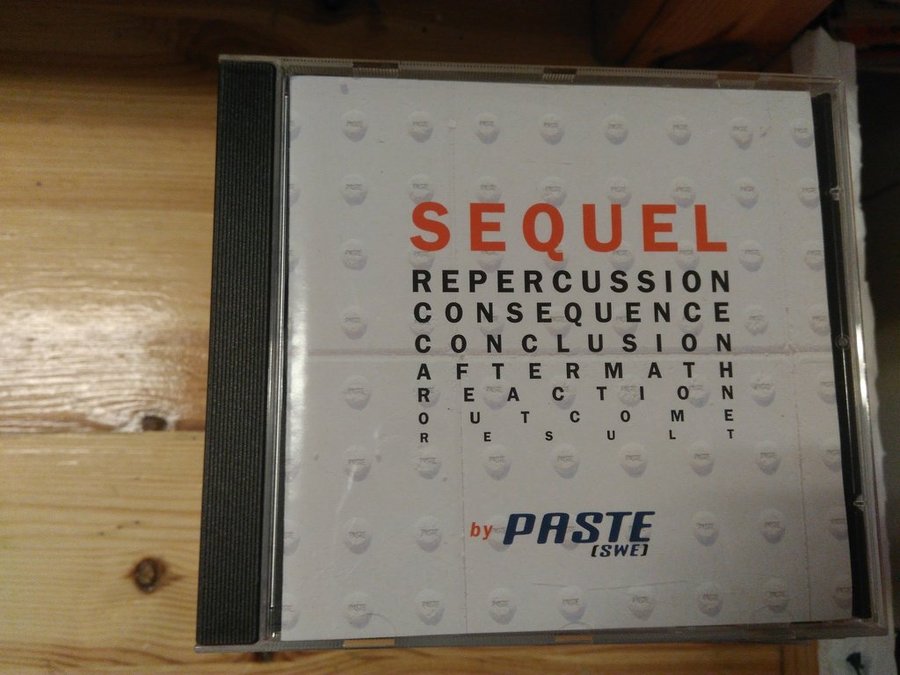 SEQUEL
REPERCUSSION
CONSEQUENCE
CONCLUSION
AFTERMATH
REACTION
OUTCOME
RESULT
by PASTE
(SWE)